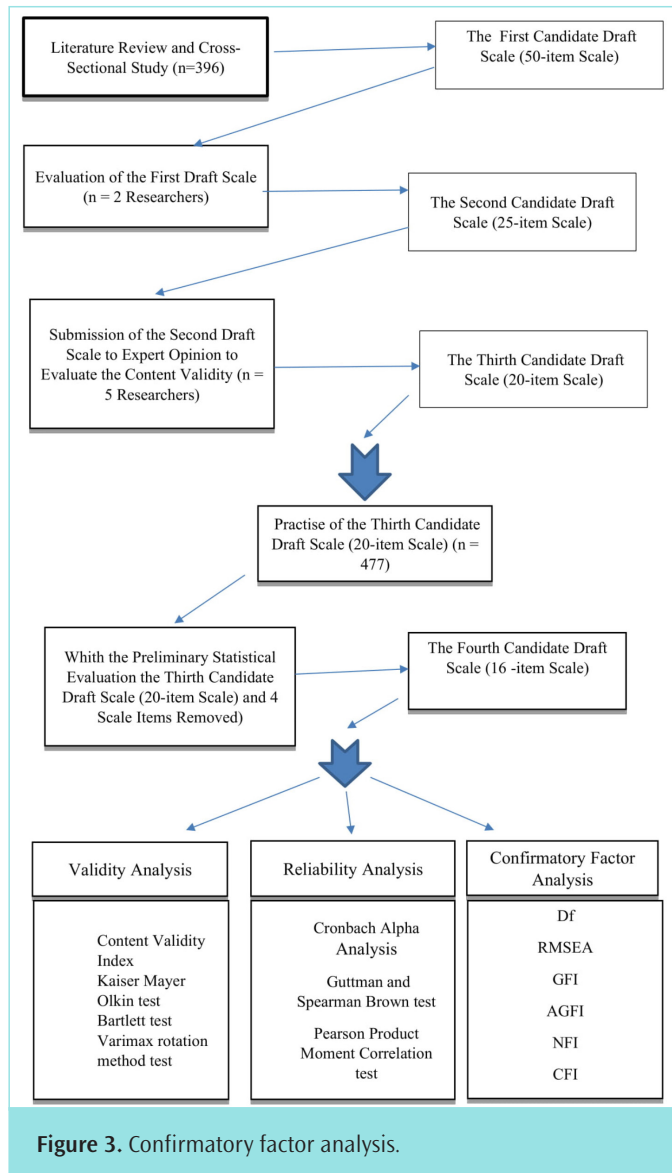 Literature Review and Cross-
Sectional Study (n=396)
The First Candidate Draft
Scale (50-item Scale)
Evaluation of the First Draft Scale
(n = 2 Researchers)
The Second Candidate Draft
Scale (25-item Scale)
Submission of the Second Draft
Scale to Expert Opinion to
Evaluate the Content Validity (n =
5 Researchers)
The Thirth Candidate Draft
Scale (20-item Scale)
Practise of the Thirth Candidate
Draft Scale (20-item Scale) (n =
477)
Whith the Preliminary Statistical
Evaluation the Thirth Candidate
Draft Scale (20-item Scale) and 4
Scale Items Removed)
The Fourth Candidate Draft
Scale (16 -item Scale)
Validity Analysis
Content Validity
Index
Kaiser Mayer
Olkin test
Bartlett test
Varimax rotation
method test
Reliability Analysis
Cronbach Alpha
Analysis
Guttman and
Spearman Brown test
Pearson Product
Moment Correlation
test
Confirmatory Factor
Analysis
Df
RMSEA
GFI
AGFI
NFI
CFI
Figure 3. Confirmatory factor analysis.